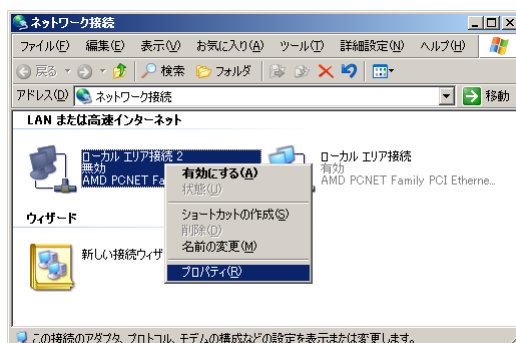 ネットワーク接続
ファイル(F) 編集(E) 表示(V) お気に入り(A) ツール(T) 詳細設定(N) ヘルプ(H)
戻る 検索 フォルダ
アドレス(D) ネットワーク接続 移動
LAN または高速インターネット
ローカル エリア接続 2
無効
AMD PCNET Fa
ローカル エリア接続
有効
AMD PCNET Family PCI Etherne...
有効にする(A)
状態(U)
ショートカットの作成(S)
削除(D)
名前の変更(M)
プロパティ(R)
ウィザード
新しい接続ウィザ
この接続のアダプタ、プロトコル、モデムの構成などの設定を表示または変更します。